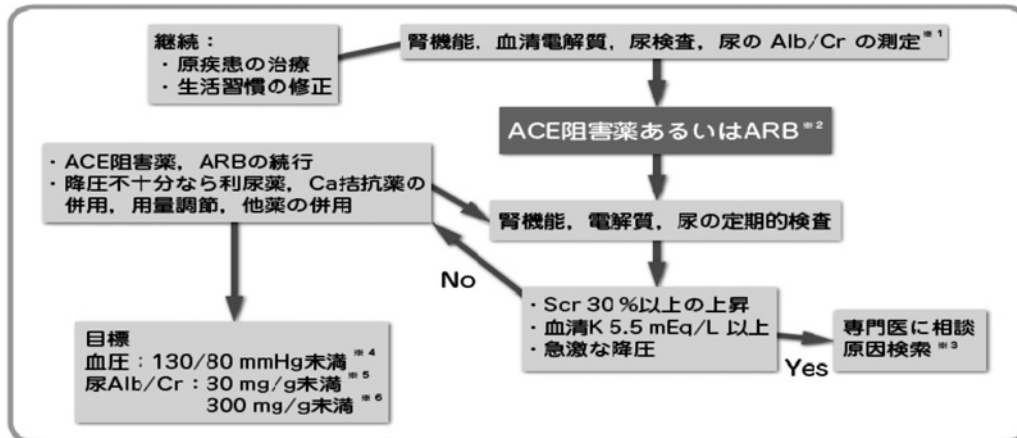 継続：
・原疾患の治療
・生活習慣の修正
腎機能，血清電解質，尿検査，尿の Alb/Cr の測定※1
ACE阻害薬あるいはARB※2
・ACE阻害薬，ARBの続行
・降圧不十分なら利尿薬，Ca拮抗薬の
併用，用量調節，他薬の併用
腎機能，電解質，尿の定期的検査
No
・Scr 30％以上の上昇
・血清K 5.5 mEq/L 以上
・急激な降圧
Yes
専門医に相談
原因検索※3
目標
血圧：130/80 mmHg未満※4
尿Alb/Cr：30 mg/g未満※5
300 mg/g未満※6